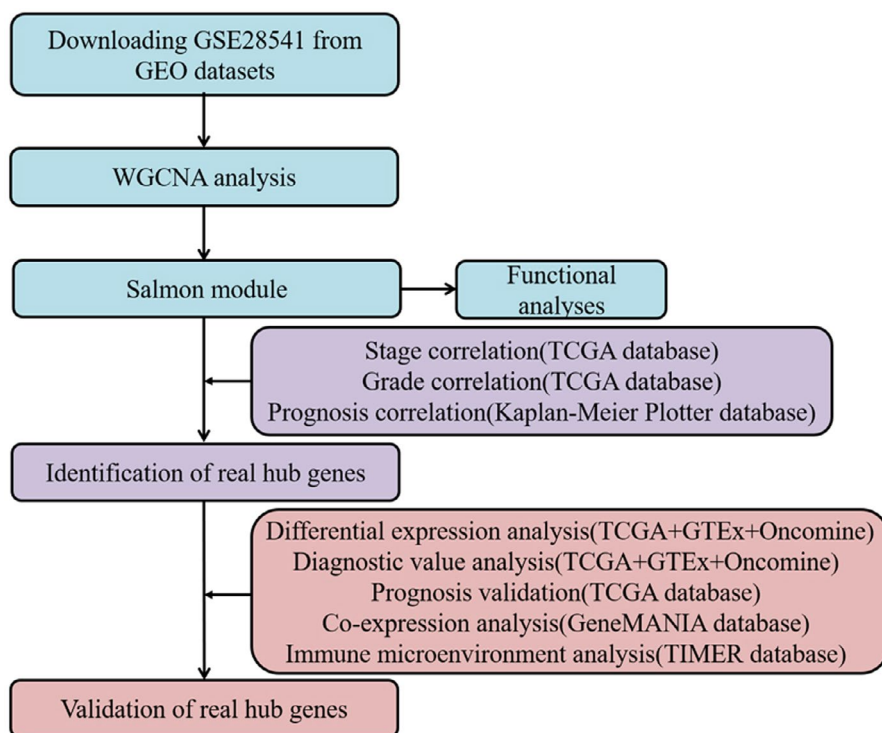 Downloading GSE28541 from
GEO datasets
WGCNA analysis
Salmon module
Functional
analyses
Stage correlation(TCGA database)
Grade correlation(TCGA database)
Prognosis correlation(Kaplan-Meier Plotter database)
Identification of real hub genes
Differential expression analysis(TCGA+GTEx+Oncomine)
Diagnostic value analysis(TCGA+GTEx+Oncomine)
Prognosis validation(TCGA database)
Co-expression analysis(GeneMANIA database)
Immune microenvironment analysis(TIMER database)
Validation of real hub genes